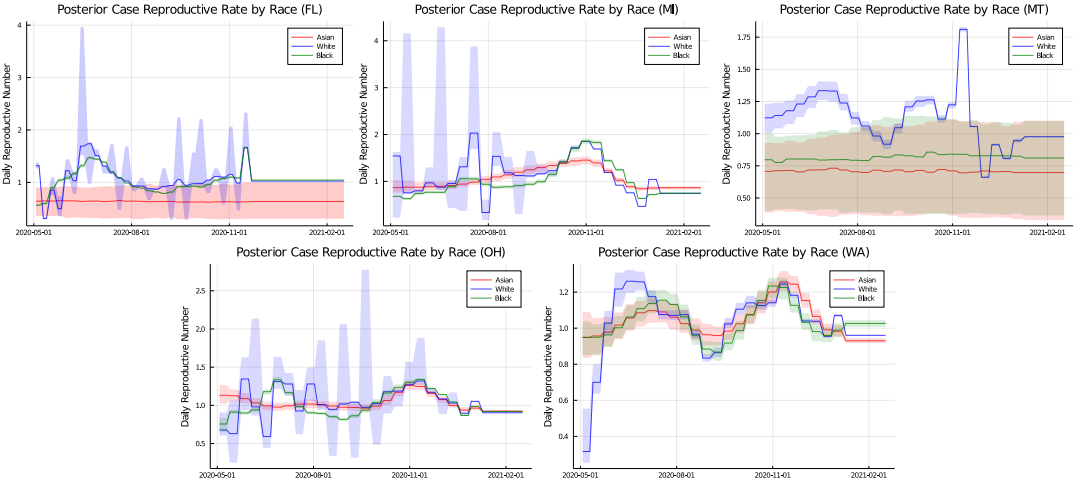 Posterior Case Reproductive Rate by Race (FL)
Daily Reproductive Number
4
3
2
1
2020-05-01 2020-08-01 2020-11-01 2021-02-01
Asian
White
Black
Posterior Case Reproductive Rate by Race (MI)
Daily Reproductive Number
4
3
2
1
2020-05-01 2020-08-01 2020-11-01 2021-02-01
Asian
White
Black
Posterior Case Reproductive Rate by Race (MT)
Daily Reproductive Number
1.75
1.50
1.25
1.00
0.75
0.50
2020-05-01 2020-08-01 2020-11-01 2021-02-01
Asian
White
Black
Posterior Case Reproductive Rate by Race (OH)
Daily Reproductive Number
2.5
2.0
1.5
1.0
0.5
2020-05-01 2020-08-01 2020-11-01 2021-02-01
Asian
White
Black
Posterior Case Reproductive Rate by Race (WA)
Daily Reproductive Number
1.2
1.0
0.8
0.6
0.4
2020-05-01 2020-08-01 2020-11-01 2021-02-01
Asian
White
Black